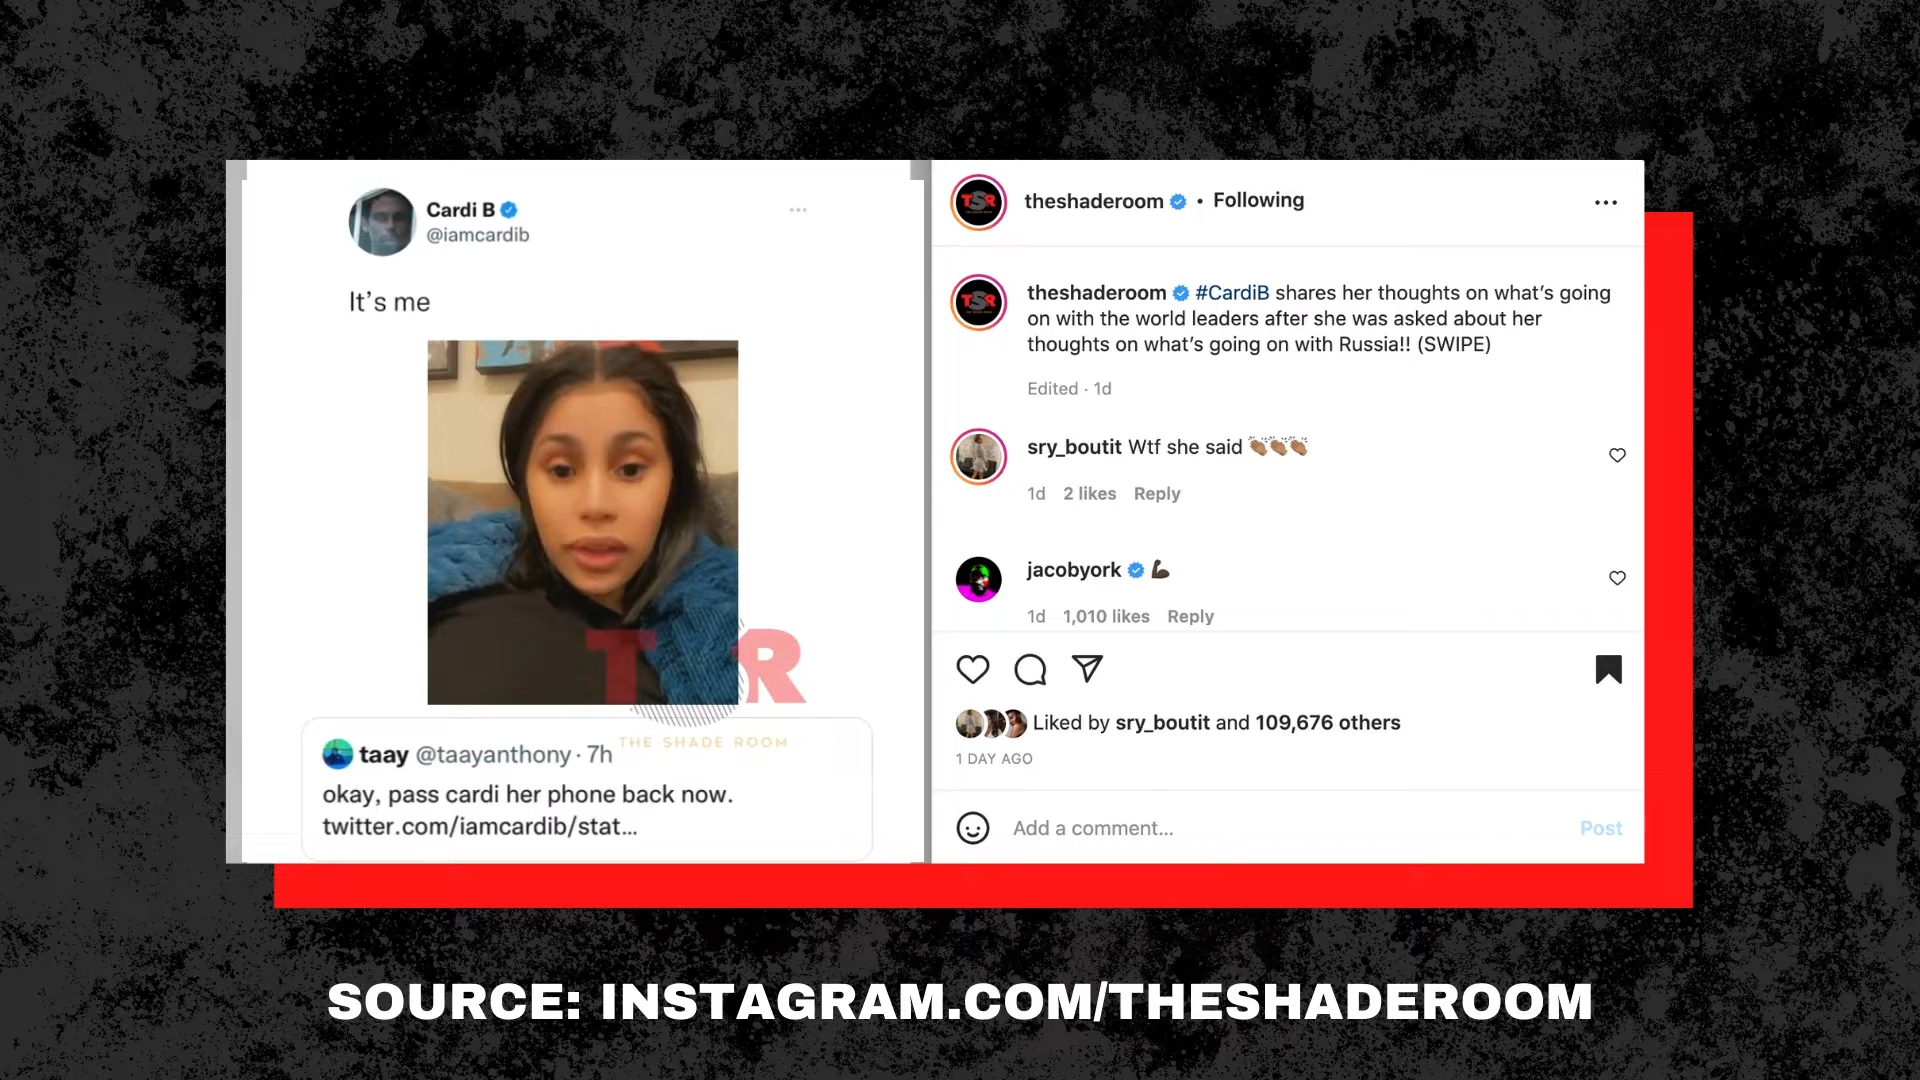 Cardi B
@iamcardib
It's me
TSR
THE SHADE ROOM
taay @taayanthony · 7h
okay, pass cardi her phone back now.
twitter.com/iamcardib/stat...
TSR
theshaderoom • Following
TSR
theshaderoom #CardiB shares her thoughts on what's going
on with the world leaders after she was asked about her
thoughts on what's going on with Russia!! (SWIPE)
Edited · 1d
sry_boutit Wtf she said 👏🏽👏🏽👏🏽
1d 2 likes Reply
jacobyork 💪🏿
1d 1,010 likes Reply
Liked by sry_boutit and 109,676 others
1 DAY AGO
Add a comment...
Post
SOURCE: INSTAGRAM.COM/THESHADEROOM